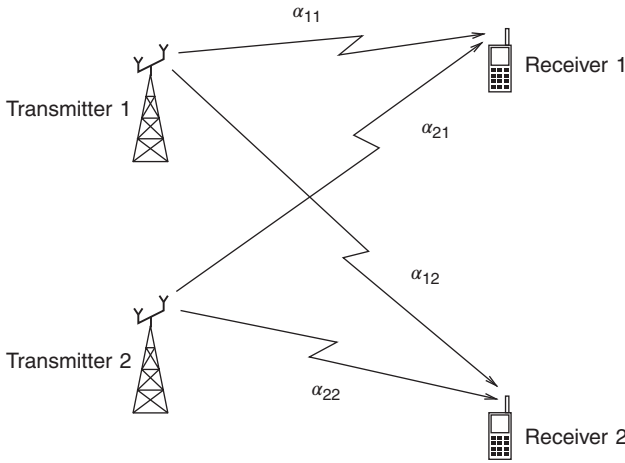 α11
Receiver 1
Transmitter 1
α21
α12
Transmitter 2
α22
Receiver 2